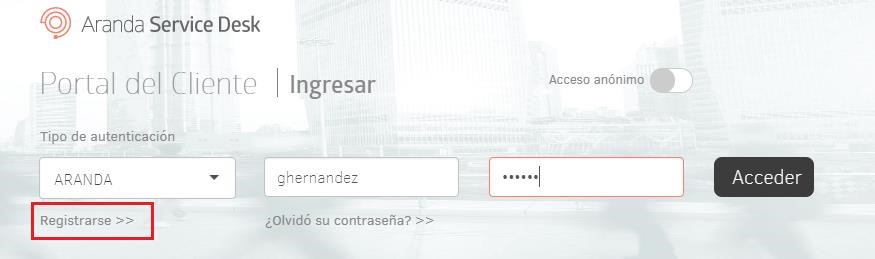 Aranda Service Desk
Portal del Cliente | Ingresar
Acceso anónimo
Tipo de autenticación
ARANDA
ghernandez
••••••
Acceder
Registrarse >>
¿Olvidó su contraseña? >>